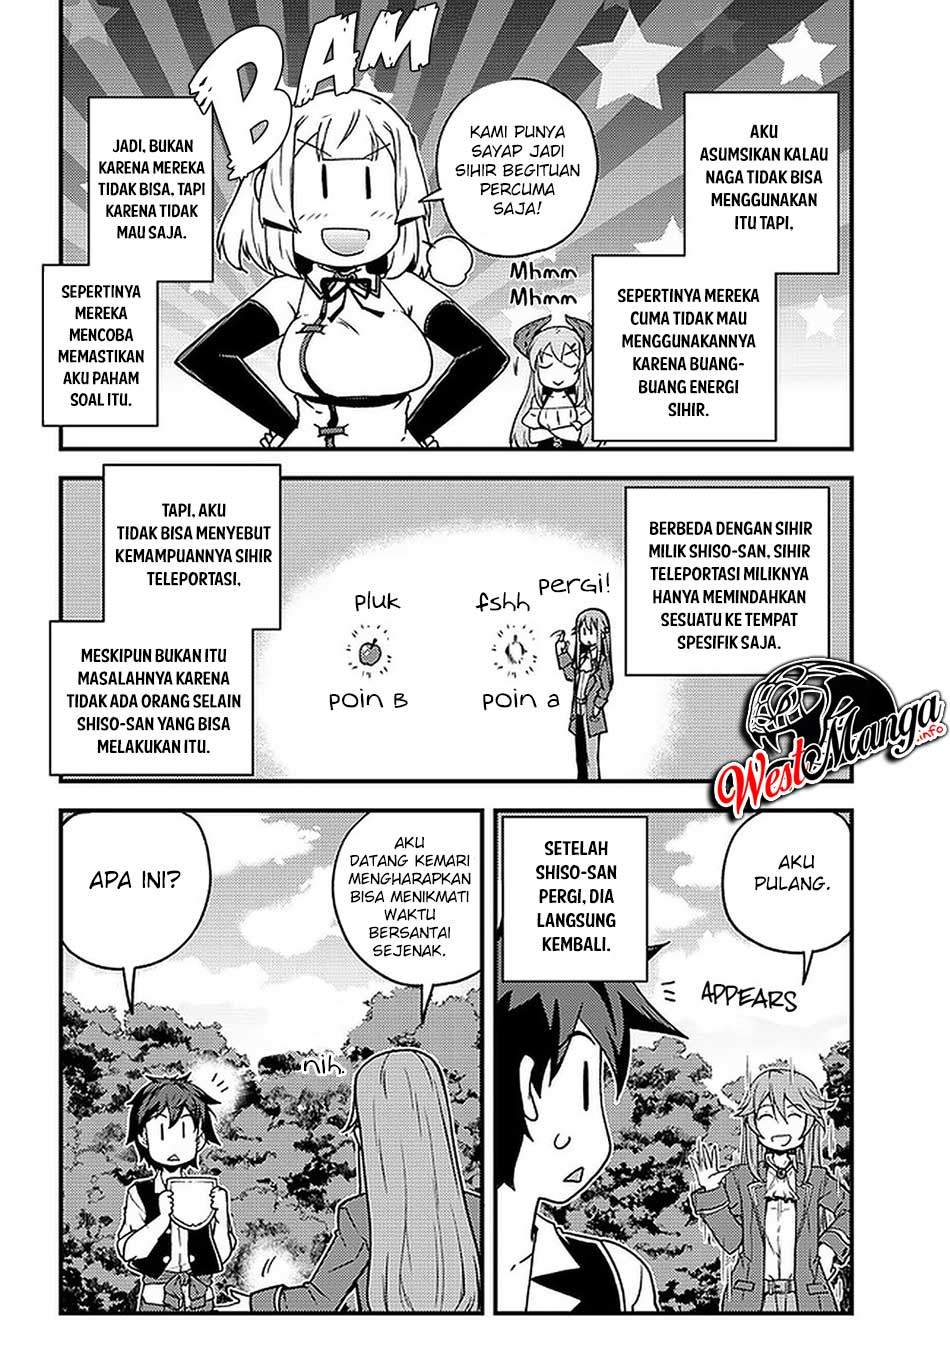 BAM
AKU
ASUMSIKAN KALAU
NAGA TIDAK BISA
MENGGUNAKAN
ITU TAPI,
SEPERTINYA MEREKA
CUMA TIDAK MAU
MENGGUNAKANNYA
KARENA BUANG-
BUANG ENERGI
SIHIR.
KAMI PUNYA
SAYAP JADI
SIHIR BEGITUAN
PERCUMA
SAJA!
Mhmm
Mhmm
JADI, BUKAN
KARENA MEREKA
TIDAK BISA, TAPI
KARENA TIDAK
MAU SAJA.
SEPERTINYA
MEREKA
MENCOBA
MEMASTIKAN
AKU PAHAM
SOAL ITU.
BERBEDA DENGAN SIHIR
MILIK SHISO-SAN, SIHIR
TELEPORTASI MILIKNYA
HANYA MEMINDAHKAN
SESUATU KE TEMPAT
SPESIFIK SAJA.
PERGI!
fshh
poin a
pluk
poin B
TAPI, AKU
TIDAK BISA MENYEBUT
KEMAMPUANNYA SIHIR
TELEPORTASI,
MESKIPUN BUKAN ITU
MASALAHNYA KARENA
TIDAK ADA ORANG SELAIN
SHISO-SAN YANG BISA
MELAKUKAN ITU.
WestManga
.info
AKU
PULANG.
SETELAH
SHISO-SAN
PERGI, DIA
LANGSUNG
KEMBALI.
APPEARS
AKU
DATANG KEMARI
MENGHARAPKAN
BISA MENIKMATI
WAKTU
BERSANTAI
SEJENAK.
nih.
APA INI?